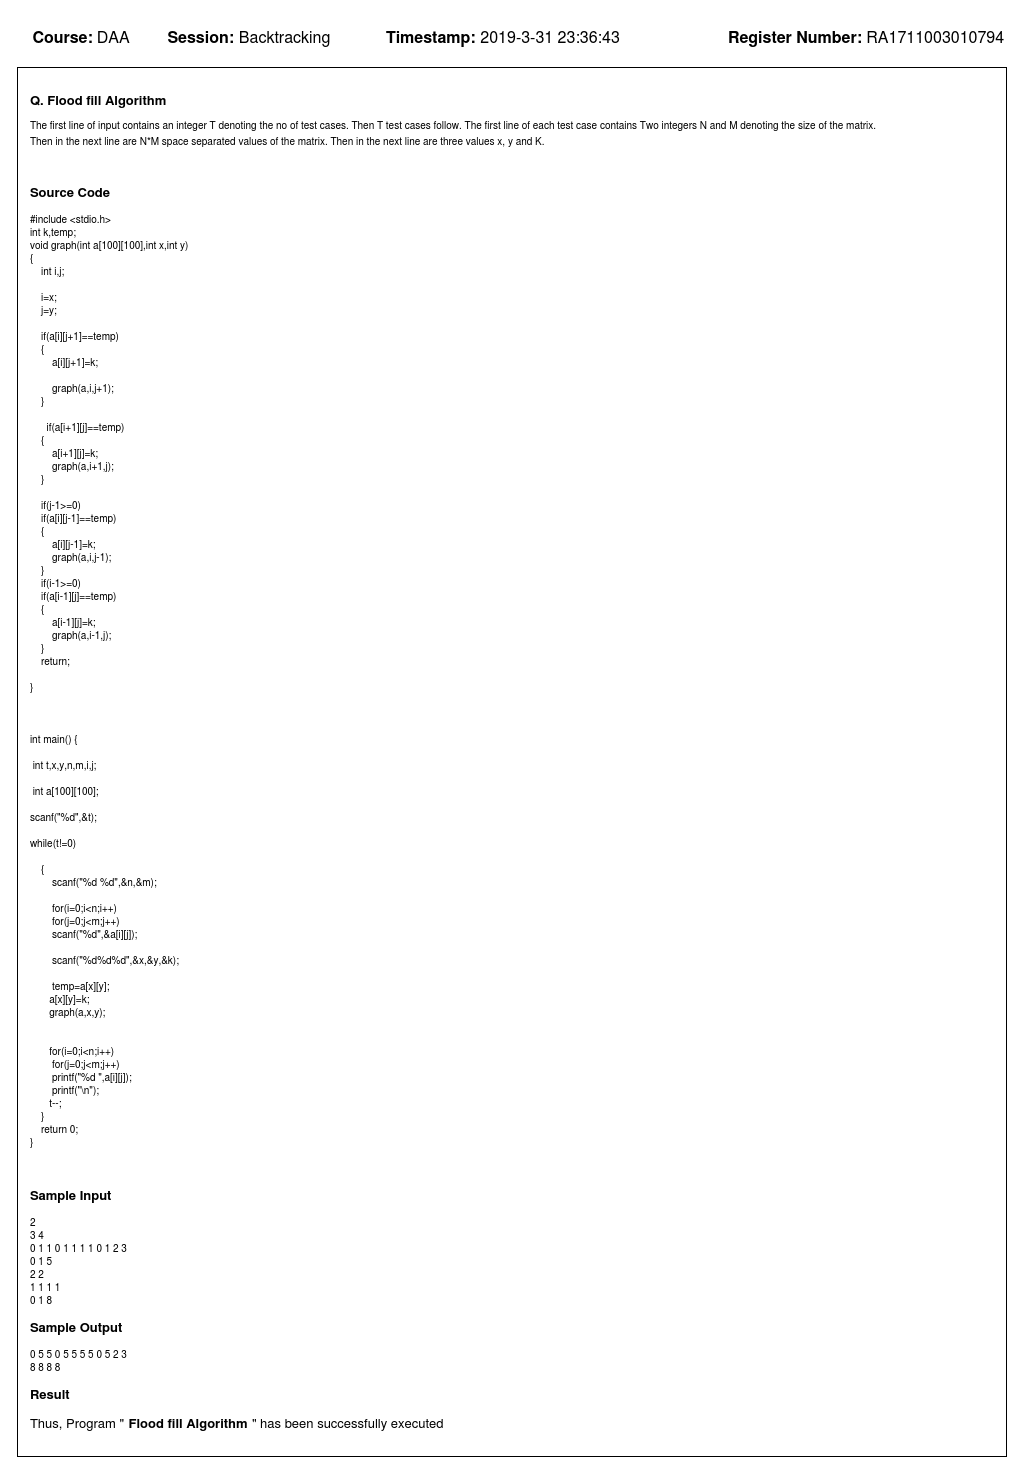 Course: DAA Session: Backtracking Timestamp: 2019-3-31 23:36:43 Register Number: RA1711003010794
Q. Flood fill Algorithm
The first line of input contains an integer T denoting the no of test cases. Then T test cases follow. The first line of each test case contains Two integers N and M denoting the size of the matrix.
Then in the next line are N*M space separated values of the matrix. Then in the next line are three values x, y and K.
Source Code
#include <stdio.h>
int k,temp;
void graph(int a[100][100],int x,int y)
{
int i,j;
i=x;
j=y;
if(a[i][j+1]==temp)
{
a[i][j+1]=k;
graph(a,i,j+1);
}
if(a[i+1][j]==temp)
{
a[i+1][j]=k;
graph(a,i+1,j);
}
if(j-1>=0)
if(a[i][j-1]==temp)
{
a[i][j-1]=k;
graph(a,i,j-1);
}
if(i-1>=0)
if(a[i-1][j]==temp)
{
a[i-1][j]=k;
graph(a,i-1,j);
}
return;
}
int main() {
int t,x,y,n,m,i,j;
int a[100][100];
scanf("%d",&t);
while(t!=0)
{
scanf("%d %d",&n,&m);
for(i=0;i<n;i++)
for(j=0;j<m;j++)
scanf("%d",&a[i][j]);
scanf("%d%d%d",&x,&y,&k);
temp=a[x][y];
a[x][y]=k;
graph(a,x,y);
for(i=0;i<n;i++)
for(j=0;j<m;j++)
printf("%d ",a[i][j]);
printf("\n");
t--;
}
return 0;
}
Sample Input
2
3 4
0 1 1 0 1 1 1 1 0 1 2 3
0 1 5
2 2
1 1 1 1
0 1 8
Sample Output
0 5 5 0 5 5 5 5 0 5 2 3
8 8 8 8
Result
Thus, Program " Flood fill Algorithm " has been successfully executed